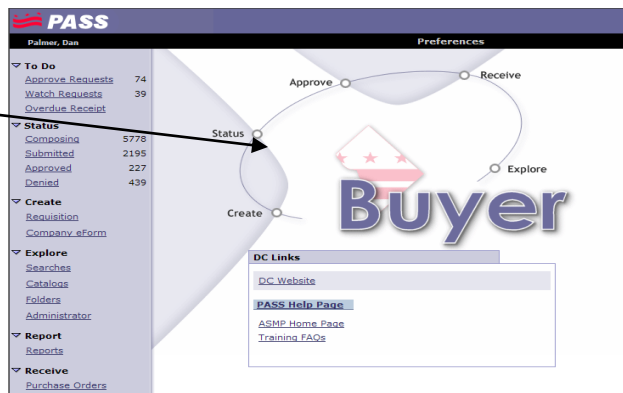 PASS
Palmer, Dan
Preferences
To Do
Approve Requests 74
Watch Requests 39
Overdue Receipt
Status
Composing 5778
Submitted 2195
Approved 227
Denied 439
Create
Requisition
Company eForm
Explore
Searches
Catalogs
Folders
Administrator
Report
Reports
Receive
Purchase Orders
Approve
Receive
Status
Explore
Create
Buyer
DC Links
DC Website
PASS Help Page
ASMP Home Page
Training FAQs